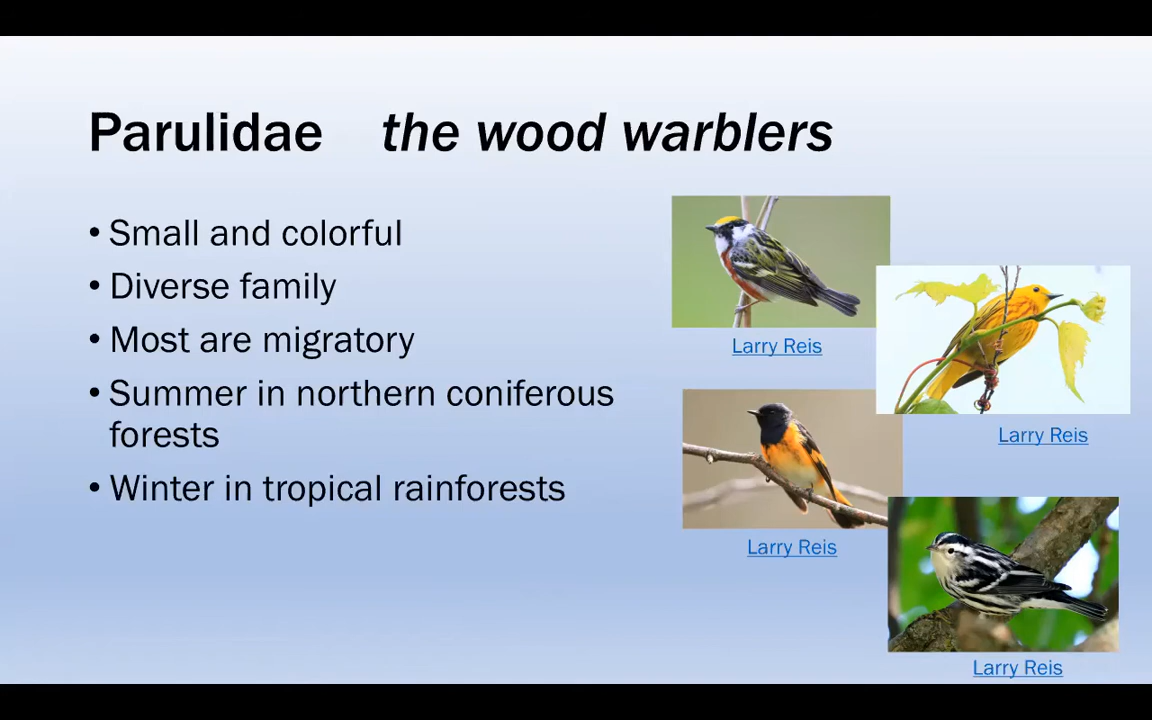 Parulidae the wood warblers
• Small and colorful
• Diverse family
• Most are migratory
• Summer in northern coniferous
forests
• Winter in tropical rainforests
Larry Reis
Larry Reis
Larry Reis
Larry Reis